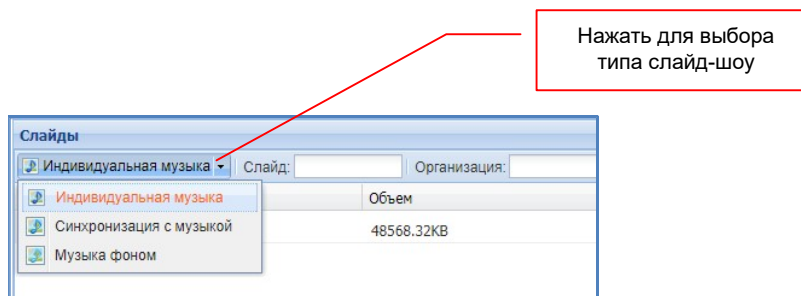 Нажать для выбора
типа слайд-шоу
Слайды
Индивидуальная музыка Слайд: Организация:
Индивидуальная музыка Объем
Синхронизация с музыкой 48568.32KB
Музыка фоном